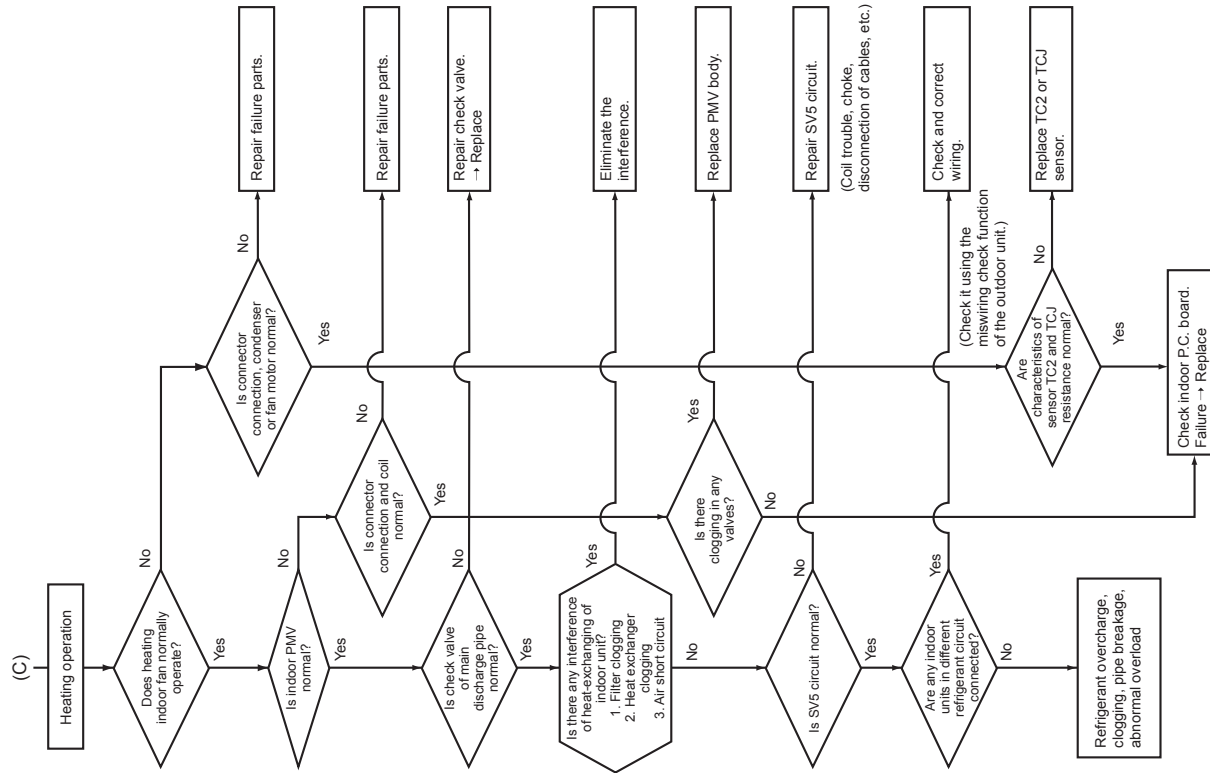 (C)
Heating operation
Does heating
indoor fan normally
operate?
No
Yes
Is connector
connection, condenser
or fan motor normal?
No
Yes
Repair failure parts.
Is indoor PMV
normal?
No
Yes
Is connector
connection and coil
normal?
No
Yes
Repair failure parts.
Is check valve
of main
discharge pipe
normal?
No
Yes
Repair check valve.
→ Replace
Is there any interference
of heat-exchanging of
indoor unit?
1. Filter clogging
2. Heat exchanger
clogging
3. Air short circuit
Yes
No
Eliminate the
interference.
Is there
clogging in any
valves?
Yes
No
Replace PMV body.
Is SV5 circuit normal?
No
Yes
Repair SV5 circuit.
(Coil trouble, choke,
disconnection of cables, etc.)
Are any indoor
units in different
refrigerant circuit
connected?
Yes
No
(Check it using the
miswiring check function
of the outdoor unit.)
Check and correct
wiring.
Are
characteristics of
sensor TC2 and TCJ
resistance normal?
No
Yes
Replace TC2 or TCJ
sensor.
Refrigerant overcharge,
clogging, pipe breakage,
abnormal overload
Check indoor P.C. board.
Failure → Replace